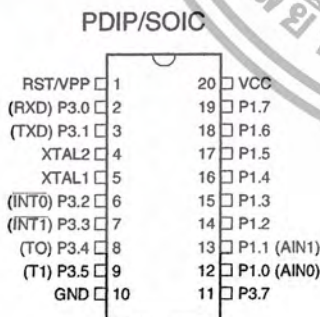 PDIP/SOIC
RST/VPP 1 20 VCC
(RXD) P3.0 2 19 P1.7
(TXD) P3.1 3 18 P1.6
XTAL2 4 17 P1.5
XTAL1 5 16 P1.4
(INT0) P3.2 6 15 P1.3
(INT1) P3.3 7 14 P1.2
(TO) P3.4 8 13 P1.1 (AIN1)
(T1) P3.5 9 12 P1.0 (AIN0)
GND 10 11 P3.7